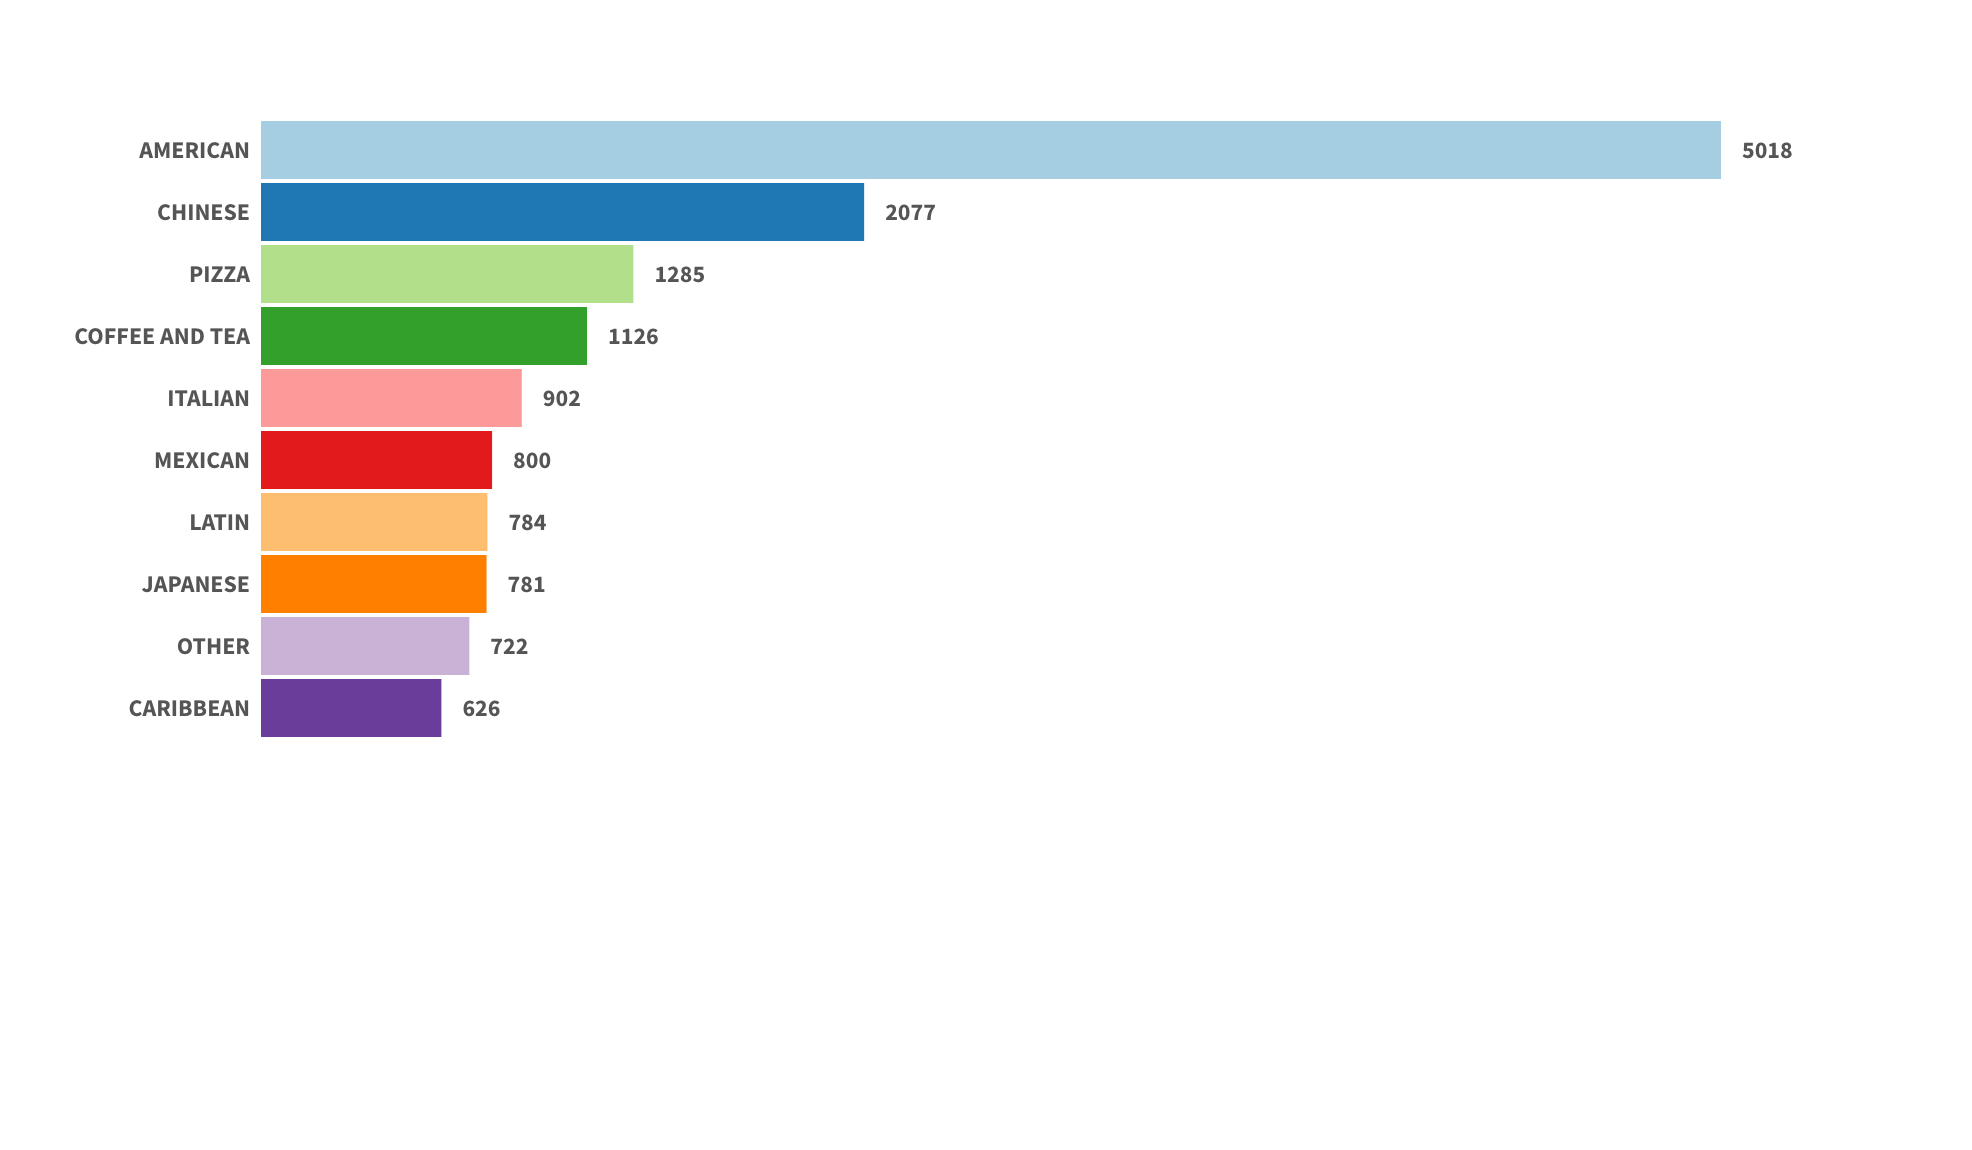 AMERICAN 5018
CHINESE 2077
PIZZA 1285
COFFEE AND TEA 1126
ITALIAN 902
MEXICAN 800
LATIN 784
JAPANESE 781
OTHER 722
CARIBBEAN 626